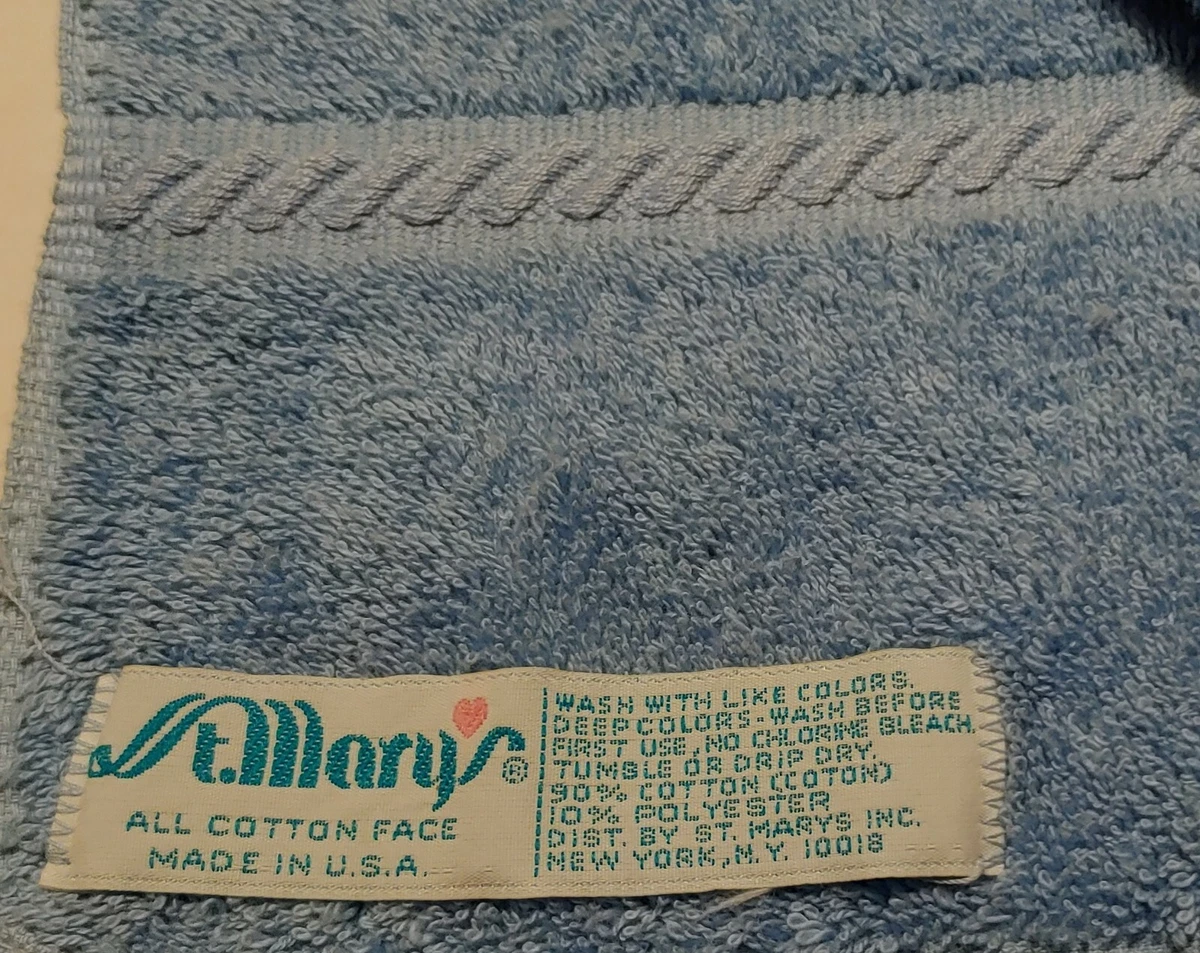 St. Mary's ®
ALL COTTON FACE
MADE IN U.S.A.
WASH WITH LIKE COLORS.
DEEP COLORS-WASH BEFORE
FIRST USE, NO CHLORINE BLEACH.
TUMBLE OR DRIP DRY.
90% COTTON (COTON)
10% POLYESTER
DIST. BY ST. MARYS INC.
NEW YORK, N.Y. 10018